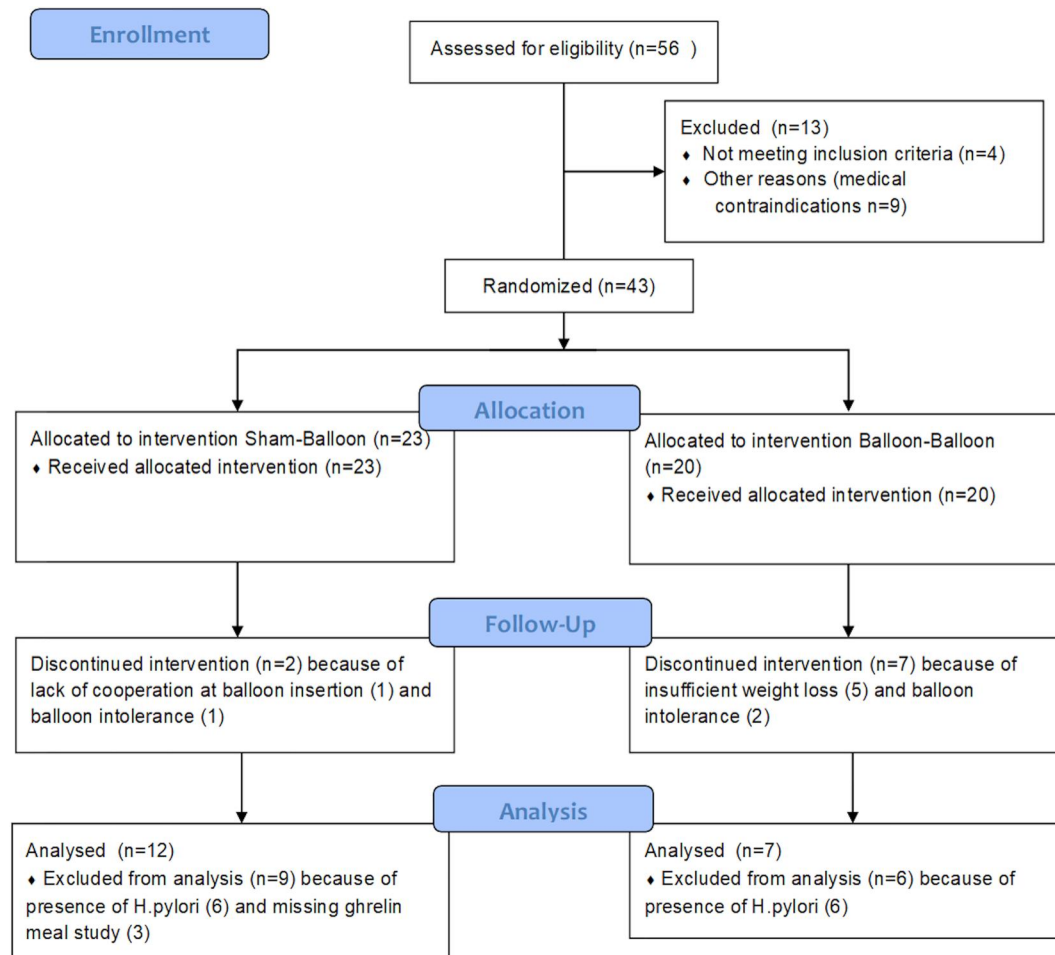 Enrollment
Assessed for eligibility (n=56 )
Excluded (n=13)
♦ Not meeting inclusion criteria (n=4)
♦ Other reasons (medical
contraindications n=9)
Randomized (n=43)
Allocation
Allocated to intervention Sham-Balloon (n=23)
♦ Received allocated intervention (n=23)
Allocated to intervention Balloon-Balloon
(n=20)
♦ Received allocated intervention (n=20)
Follow-Up
Discontinued intervention (n=2) because of
lack of cooperation at balloon insertion (1) and
balloon intolerance (1)
Discontinued intervention (n=7) because of
insufficient weight loss (5) and balloon
intolerance (2)
Analysis
Analysed (n=12)
♦ Excluded from analysis (n=9) because of
presence of H.pylori (6) and missing ghrelin
meal study (3)
Analysed (n=7)
♦ Excluded from analysis (n=6) because of
presence of H.pylori (6)